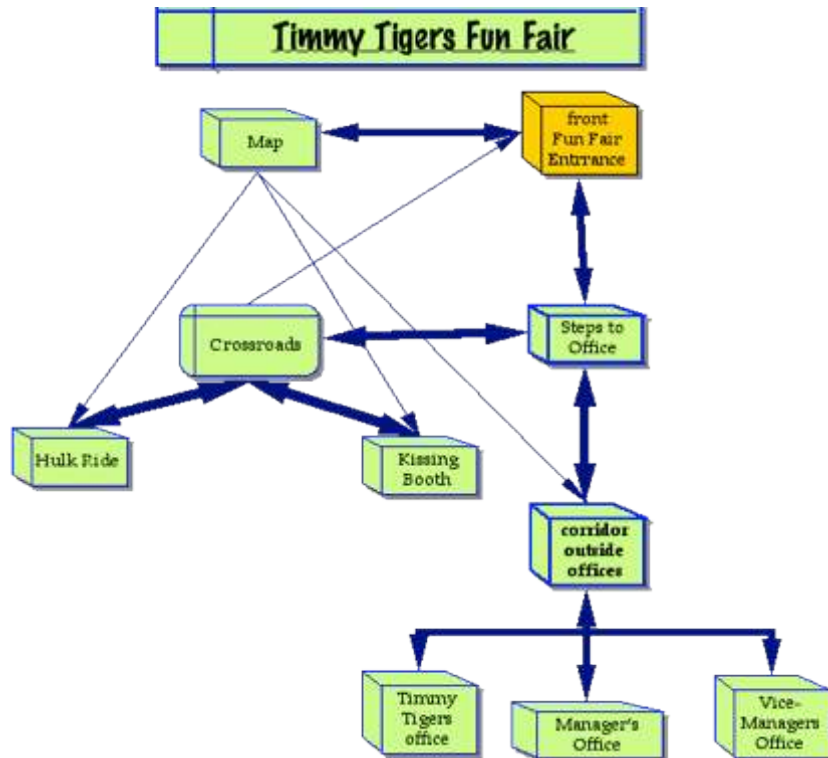 Timmy Tigers Fun Fair
Map
front
Fun Fair
Entrrance
Crossroads
Steps to
Office
Hulk Ride
Kissing
Booth
corridor
outside
offices
Timmy
Tigers
office
Manager's
Office
Vice-
Managers
Office